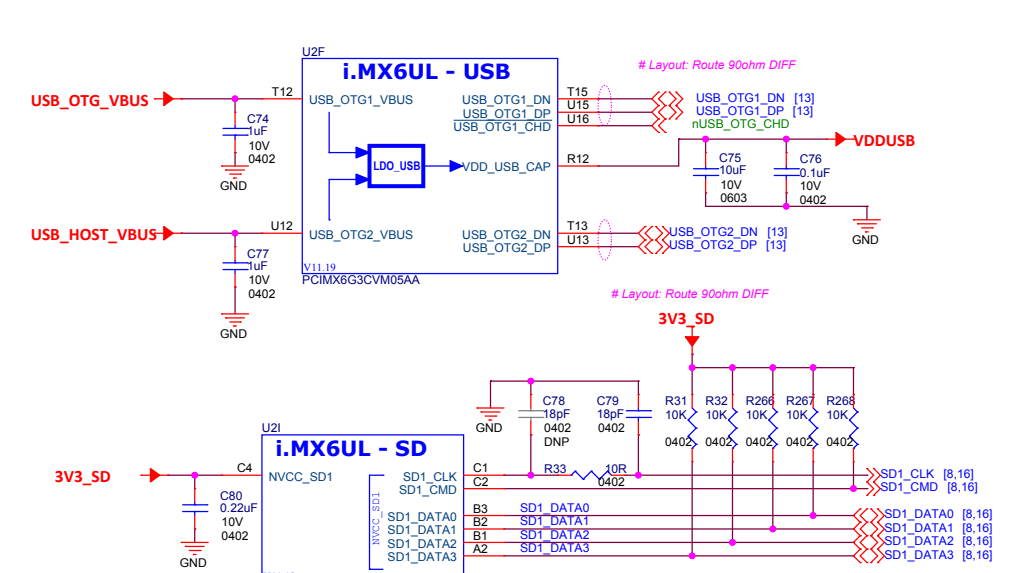 U2F
i.MX6UL - USB
# Layout: Route 90ohm DIFF
USB_OTG_VBUS
T12
USB_OTG1_VBUS
USB_OTG1_DN
T15
USB_OTG1_DN [13]
USB_OTG1_DP
U15
USB_OTG1_DP [13]
USB_OTG1_CHD
U16
nUSB_OTG_CHD
C74
1uF
10V
0402
GND
LDO_USB
VDD_USB_CAP
R12
VDDUSB
C75
10uF
10V
0603
C76
0.1uF
10V
0402
GND
USB_HOST_VBUS
U12
USB_OTG2_VBUS
USB_OTG2_DN
T13
USB_OTG2_DN [13]
USB_OTG2_DP
U13
USB_OTG2_DP [13]
C77
1uF
10V
0402
GND
V11.19
PCIMX6G3CVM05AA
# Layout: Route 90ohm DIFF
3V3_SD
GND
C78
18pF
0402
DNP
C79
18pF
0402
R31
10K
0402
R32
10K
0402
R266
10K
0402
R267
10K
0402
R268
10K
0402
U2I
i.MX6UL - SD
3V3_SD
C4
NVCC_SD1
SD1_CLK
C1
R33
10R
0402
SD1_CLK [8,16]
SD1_CMD
C2
SD1_CMD [8,16]
C80
0.22uF
10V
0402
GND
NVCC_SD1
SD1_DATA0
B3
SD1_DATA0
SD1_DATA0 [8,16]
SD1_DATA1
B2
SD1_DATA1
SD1_DATA1 [8,16]
SD1_DATA2
B1
SD1_DATA2
SD1_DATA2 [8,16]
SD1_DATA3
A2
SD1_DATA3
SD1_DATA3 [8,16]